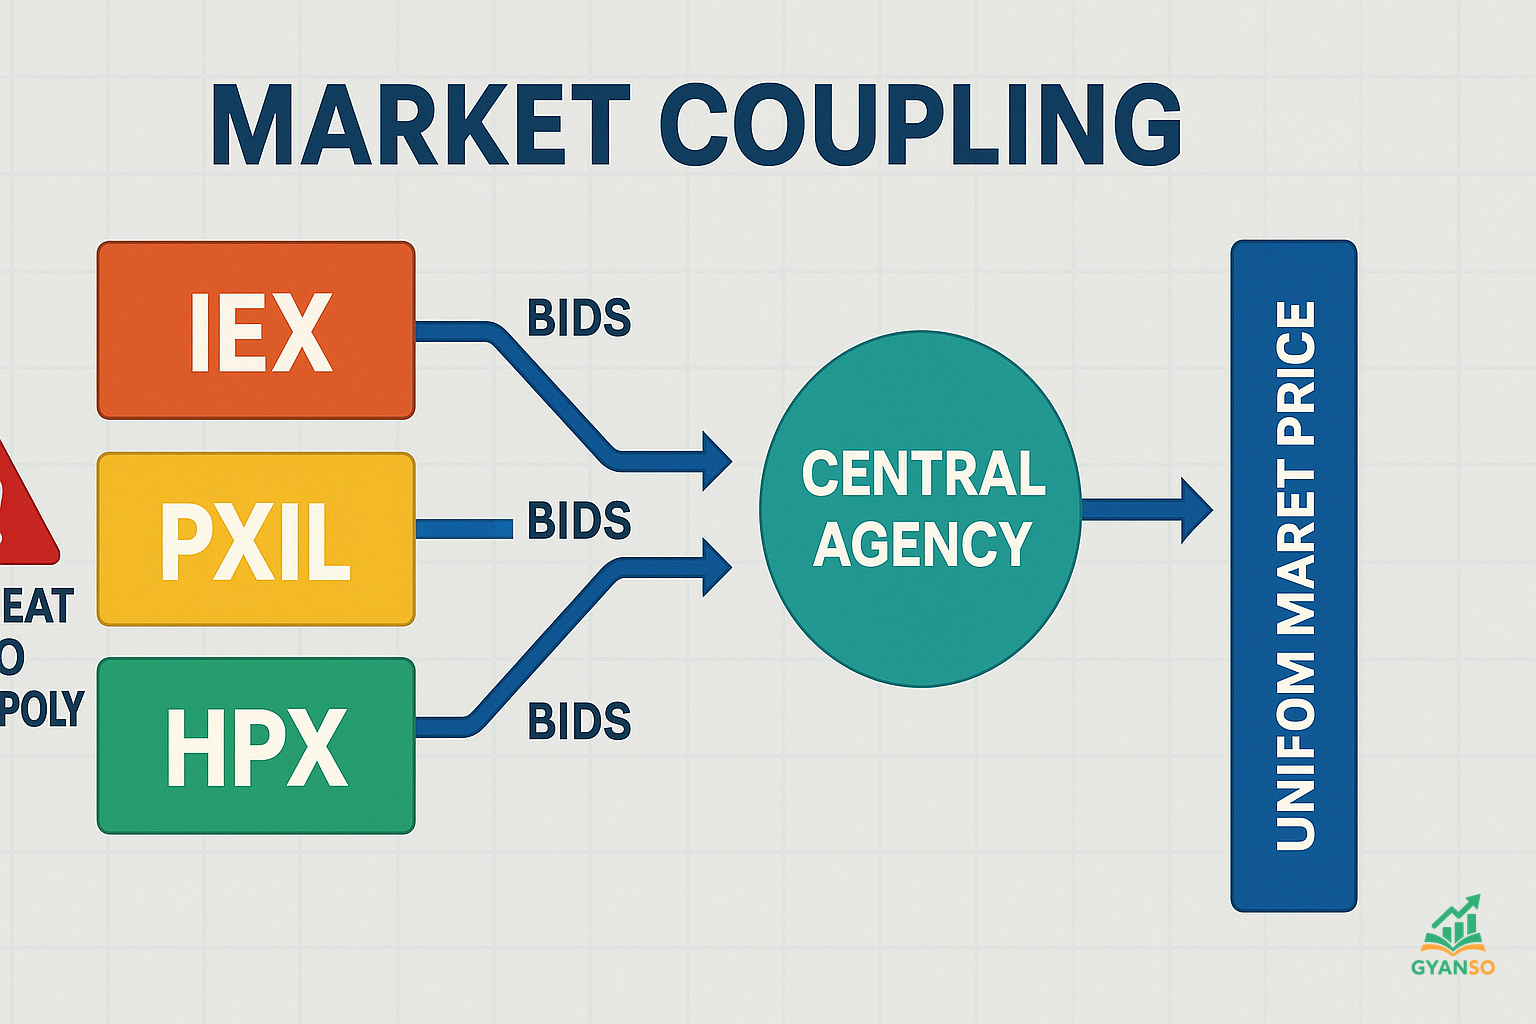 MARKET COUPLING
IEX
BIDS
PXIL
BIDS
HPX
BIDS
EAT
O
POLY
CENTRAL
AGENCY
UNIFOM MARET PRICE
GYANSO